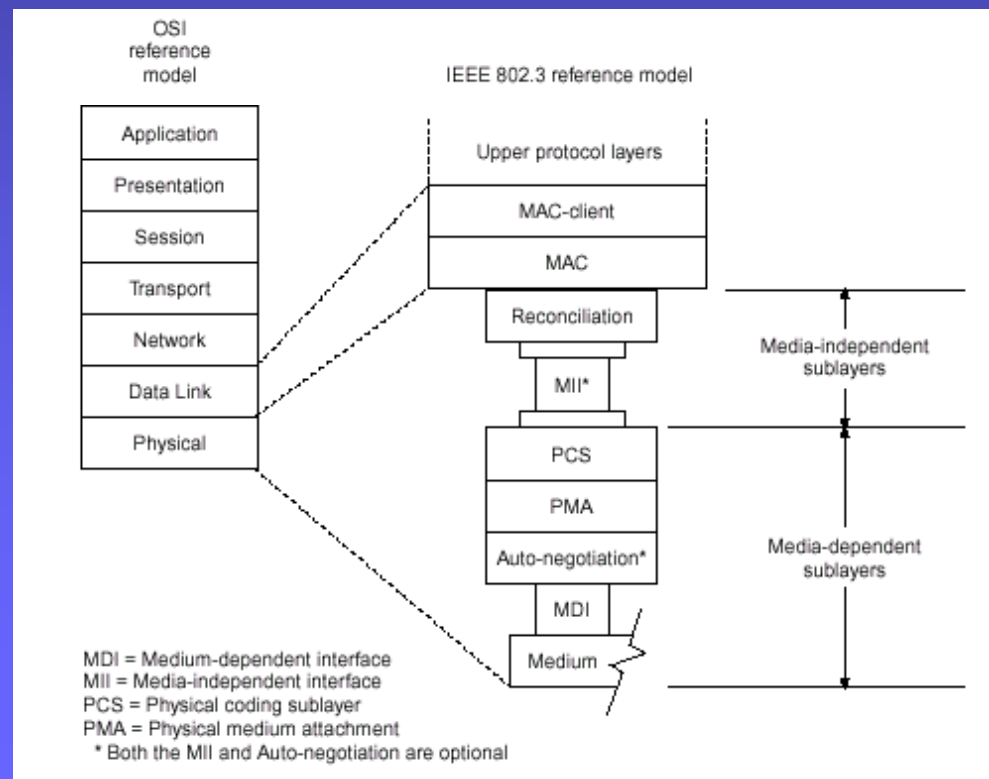 OSI
reference
model
IEEE 802.3 reference model
Application
Presentation
Session
Transport
Network
Data Link
Physical
Upper protocol layers
MAC-client
MAC
Reconciliation
MII*
PCS
PMA
Auto-negotiation*
MDI
Medium
Media-independent
sublayers
Media-dependent
sublayers
MDI = Medium-dependent interface
MII = Media-independent interface
PCS = Physical coding sublayer
PMA = Physical medium attachment
* Both the MII and Auto-negotiation are optional